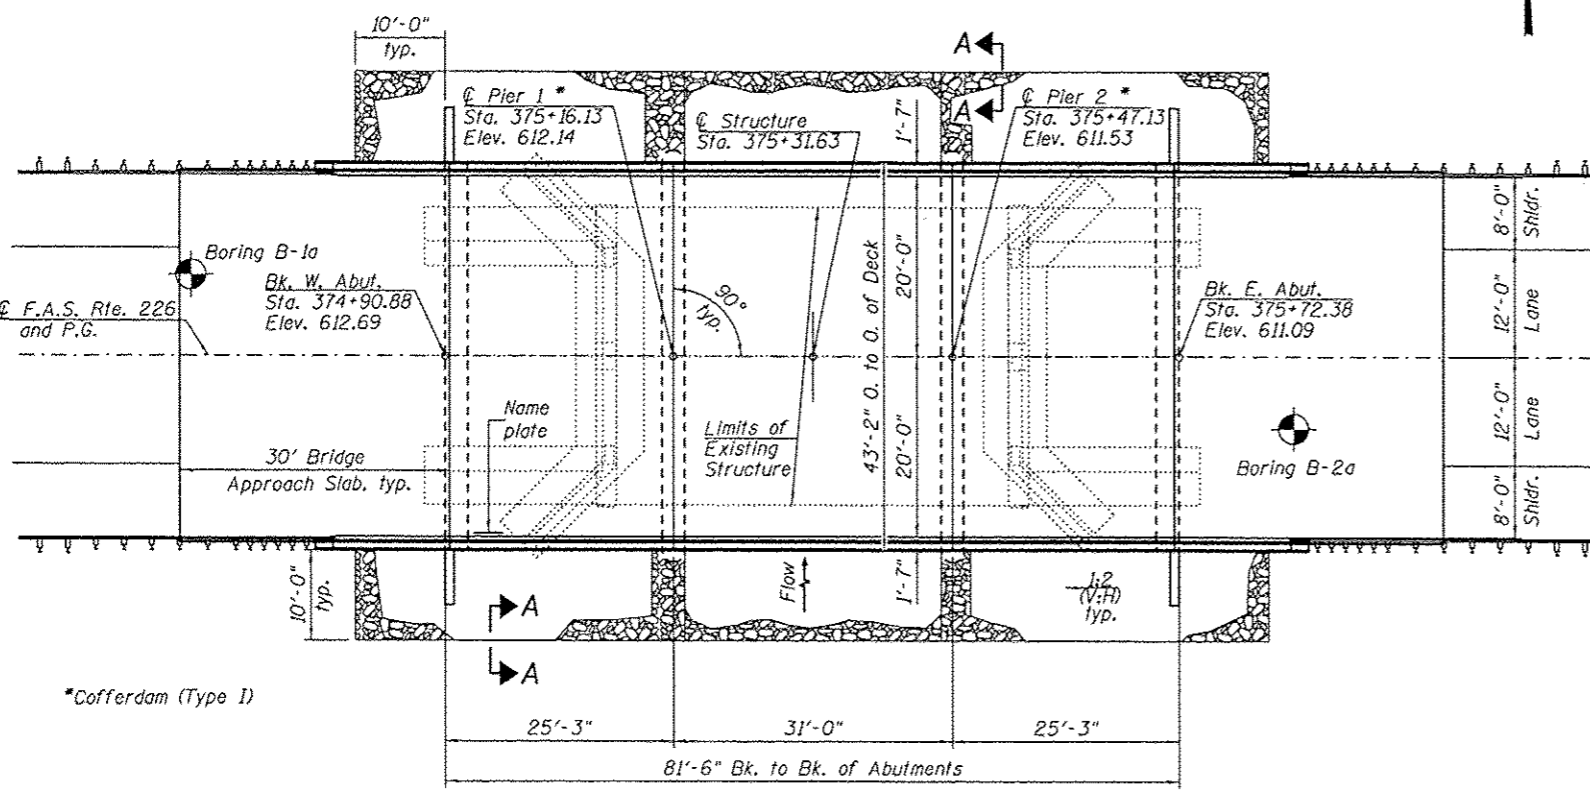 10'-0"
typ.
A
A
℄ Pier 1 *
Sta. 375+16.13
Elev. 612.14
℄ Structure
Sta. 375+31.63
1'-7"
℄ Pier 2 *
Sta. 375+47.13
Elev. 611.53
Boring B-1a
Bk. W. Abut.
Sta. 374+90.88
Elev. 612.69
℄ F.A.S. Rte. 226
and P.G.
90°
typ.
20'-0"
43'-2" O. to O. of Deck
20'-0"
Bk. E. Abut.
Sta. 375+72.38
Elev. 611.09
8'-0"
Shldr.
12'-0"
Lane
12'-0"
Lane
8'-0"
Shldr.
Name
plate
Limits of
Existing
Structure
30' Bridge
Approach Slab, typ.
Boring B-2a
10'-0"
typ.
A
A
Flow
1'-7"
1:2
(V:H)
typ.
*Cofferdam (Type 1)
25'-3"
31'-0"
25'-3"
81'-6" Bk. to Bk. of Abutments